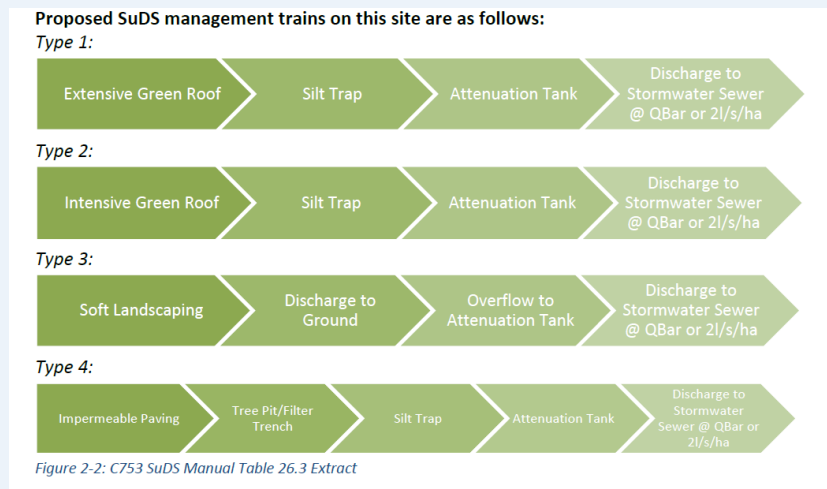 Proposed SuDS management trains on this site are as follows:
Type 1:
Extensive Green Roof
Silt Trap
Attenuation Tank
Discharge to
Stormwater Sewer
@ QBar or 2l/s/ha
Type 2:
Intensive Green Roof
Silt Trap
Attenuation Tank
Discharge to
Stormwater Sewer
@ QBar or 2l/s/ha
Type 3:
Soft Landscaping
Discharge to
Ground
Overflow to
Attenuation Tank
Discharge to
Stormwater Sewer
@ QBar or 2l/s/ha
Type 4:
Impermeable Paving
Tree Pit/Filter
Trench
Silt Trap
Attenuation Tank
Discharge to
Stormwater
Sewer @ QBar or
2l/s/ha
Figure 2-2: C753 SuDS Manual Table 26.3 Extract